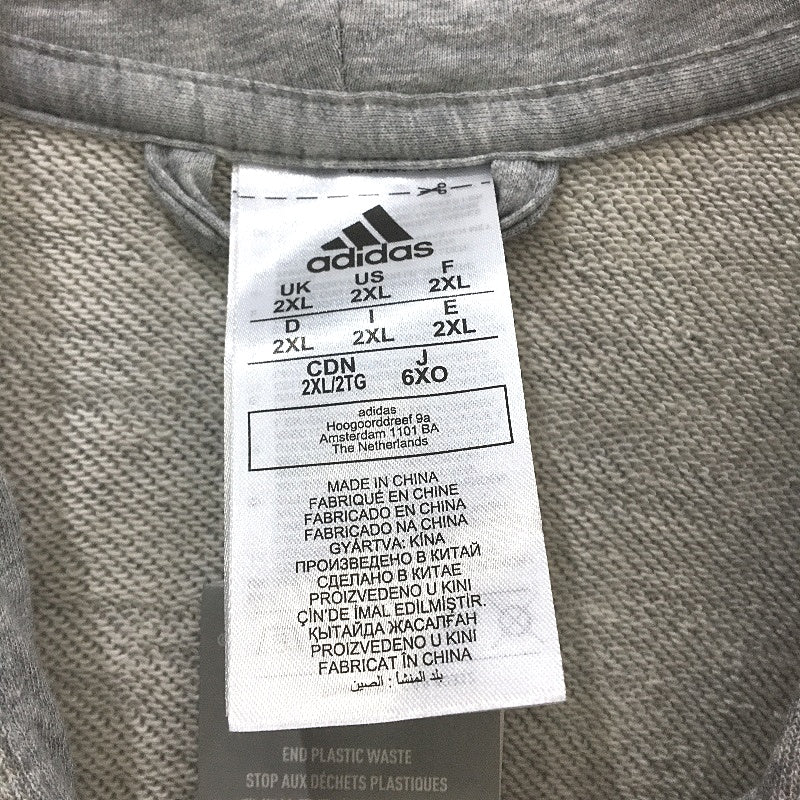 adidas
UK US F
2XL 2XL 2XL
D I E
2XL 2XL 2XL
CDN J
2XL/2TG 6XO
adidas
Hoogoorddreef 9a
Amsterdam 1101 BA
The Netherlands
MADE IN CHINA
FABRIQUÉ EN CHINE
FABRICADO EN CHINA
FABRICADO NA CHINA
GYÁRTVA: KÍNA
ПРОИЗВЕДЕНО В КИТАЙ
СДЕЛАНО В КИТАЕ
PROIZVEDENO U KINI
ÇİN'DE İMAL EDİLMİŞTİR.
ҚЫТАЙДА ЖАСАЛҒАН
PROIZVEDENO U KINI
FABRICAT ÎN CHINA
بلد المنشأ : الصين
END PLASTIC WASTE
STOP AUX DÉCHETS PLASTIQUES